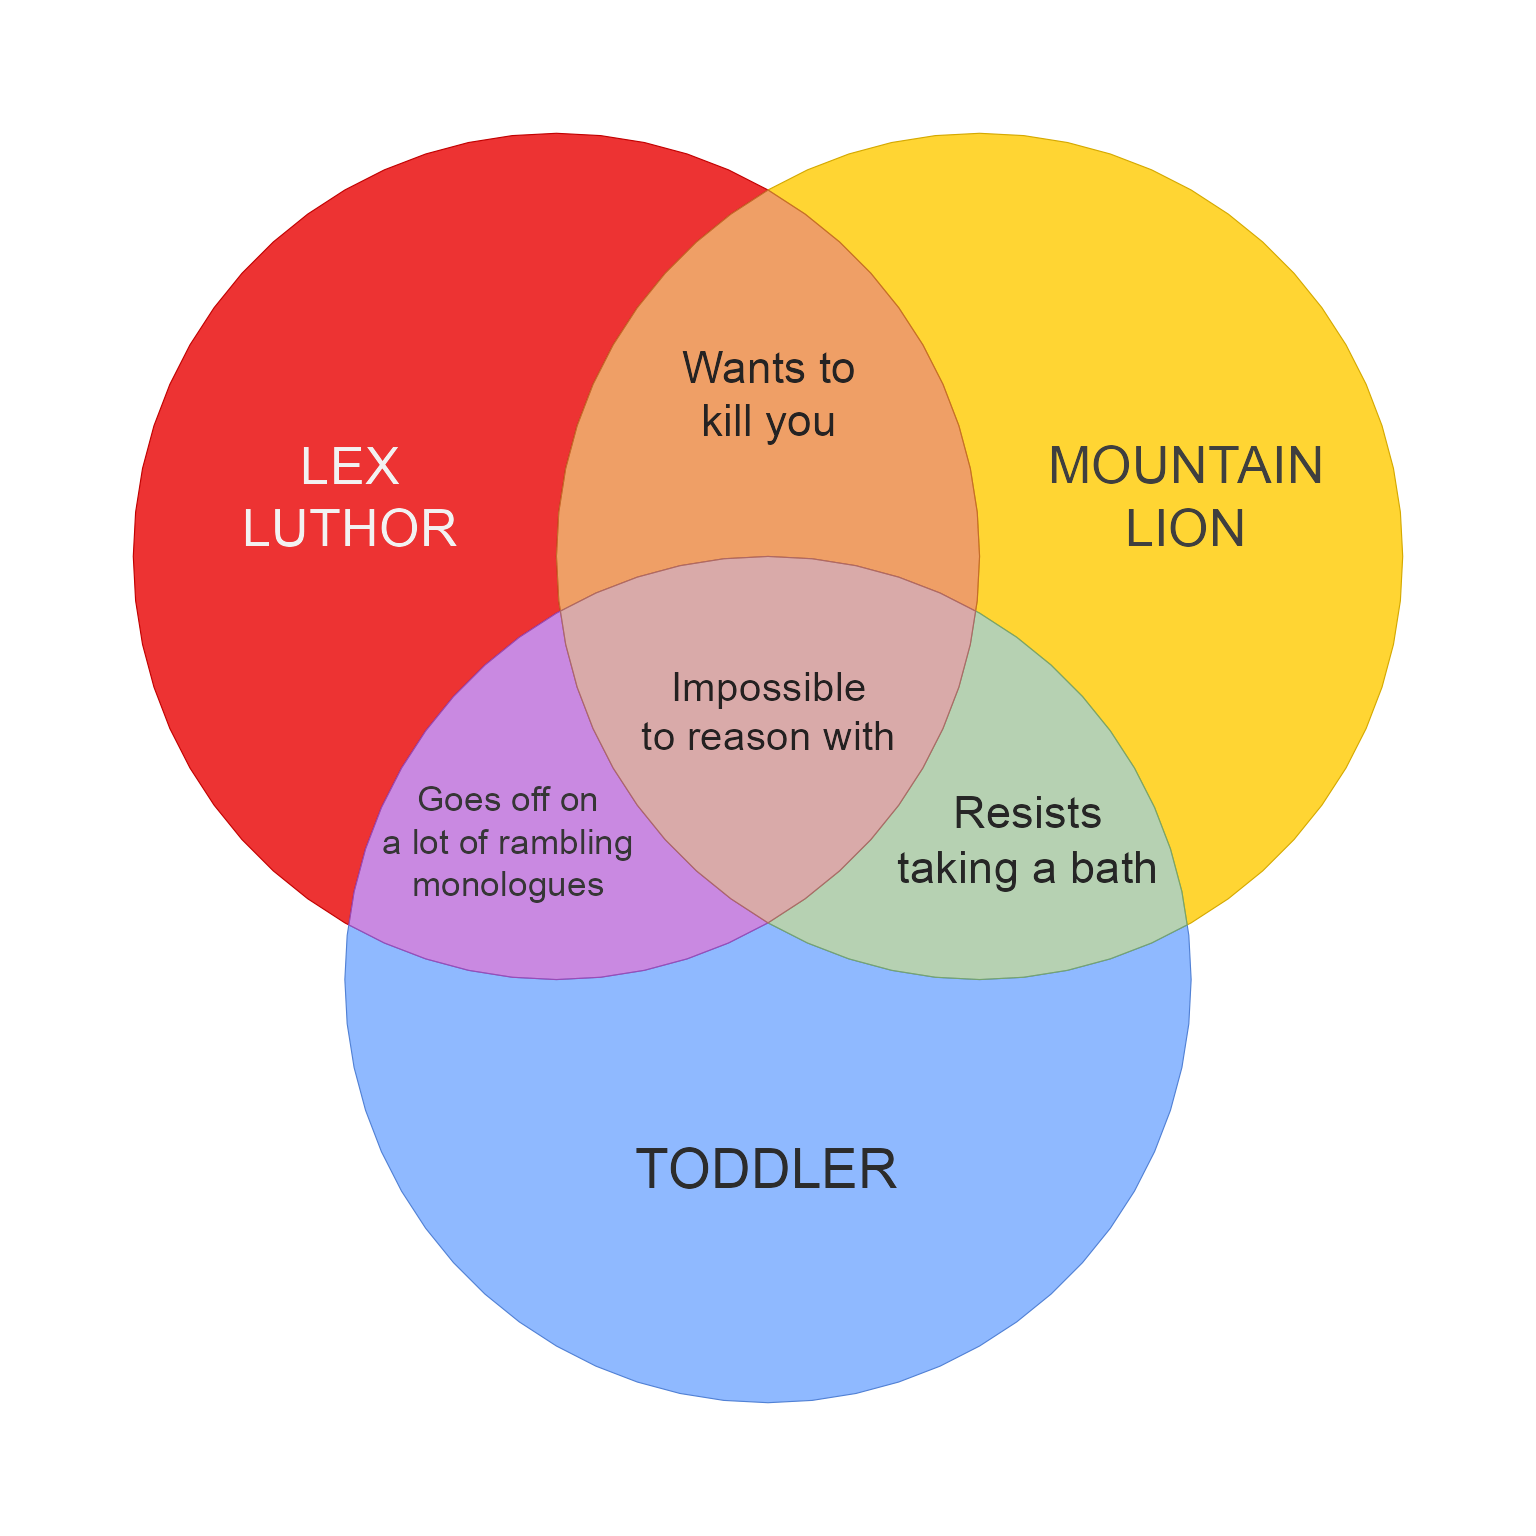 Wants to
kill you
LEX
LUTHOR
MOUNTAIN
LION
Impossible
to reason with
Goes off on
a lot of rambling
monologues
Resists
taking a bath
TODDLER